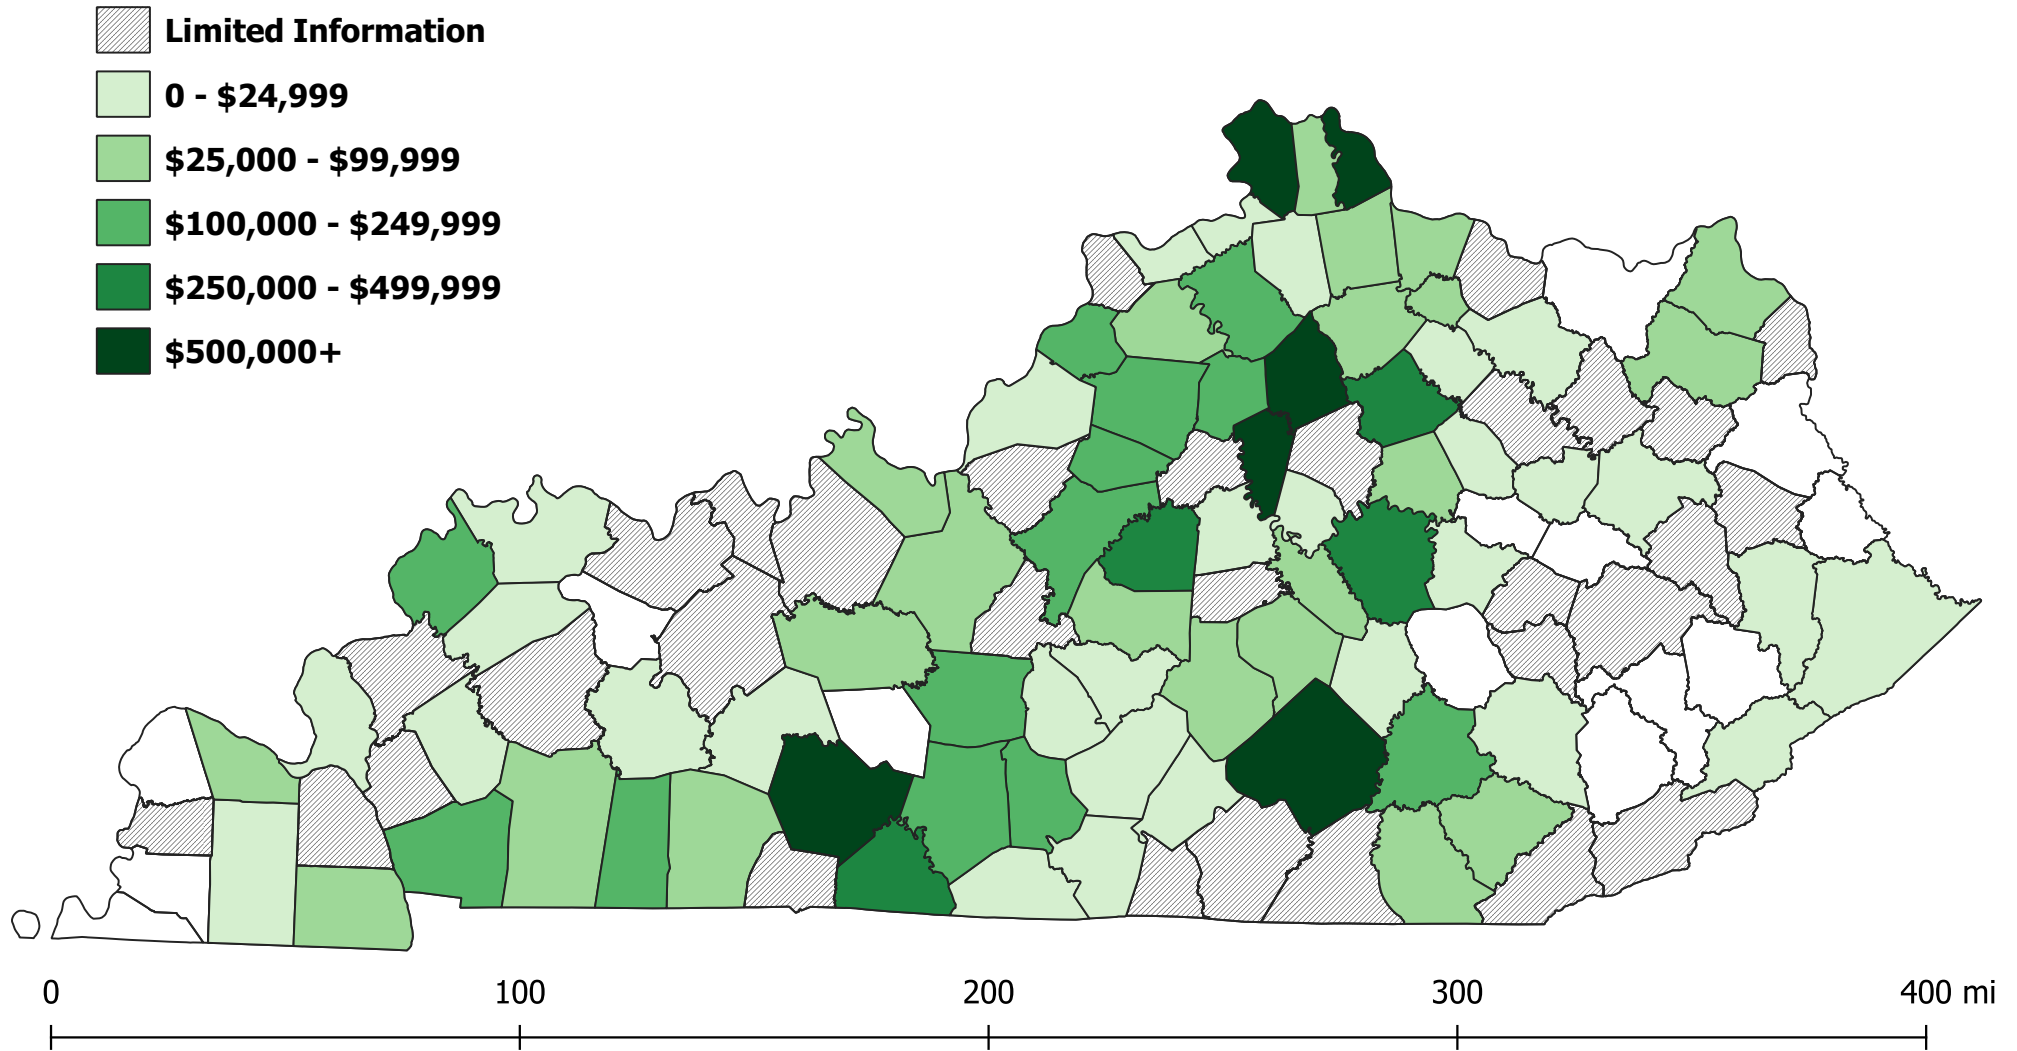 Limited Information
0 - $24,999
$25,000 - $99,999
$100,000 - $249,999
$250,000 - $499,999
$500,000+
0 100 200 300 400 mi